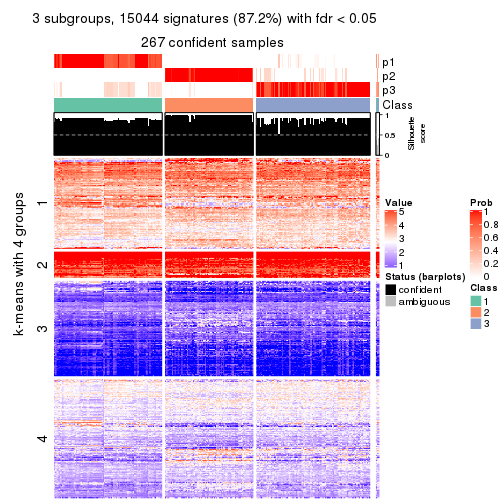 3 subgroups, 15044 signatures (87.2%) with fdr < 0.05
267 confident samples
p1
p2
p3
Class
1
0.5
0
Silhouette
score
k-means with 4 groups
1
2
3
4
Value
5
4
3
2
1
Status (barplots)
confident
ambiguous
Prob
1
0.8
0.6
0.4
0.2
0
Class
1
2
3